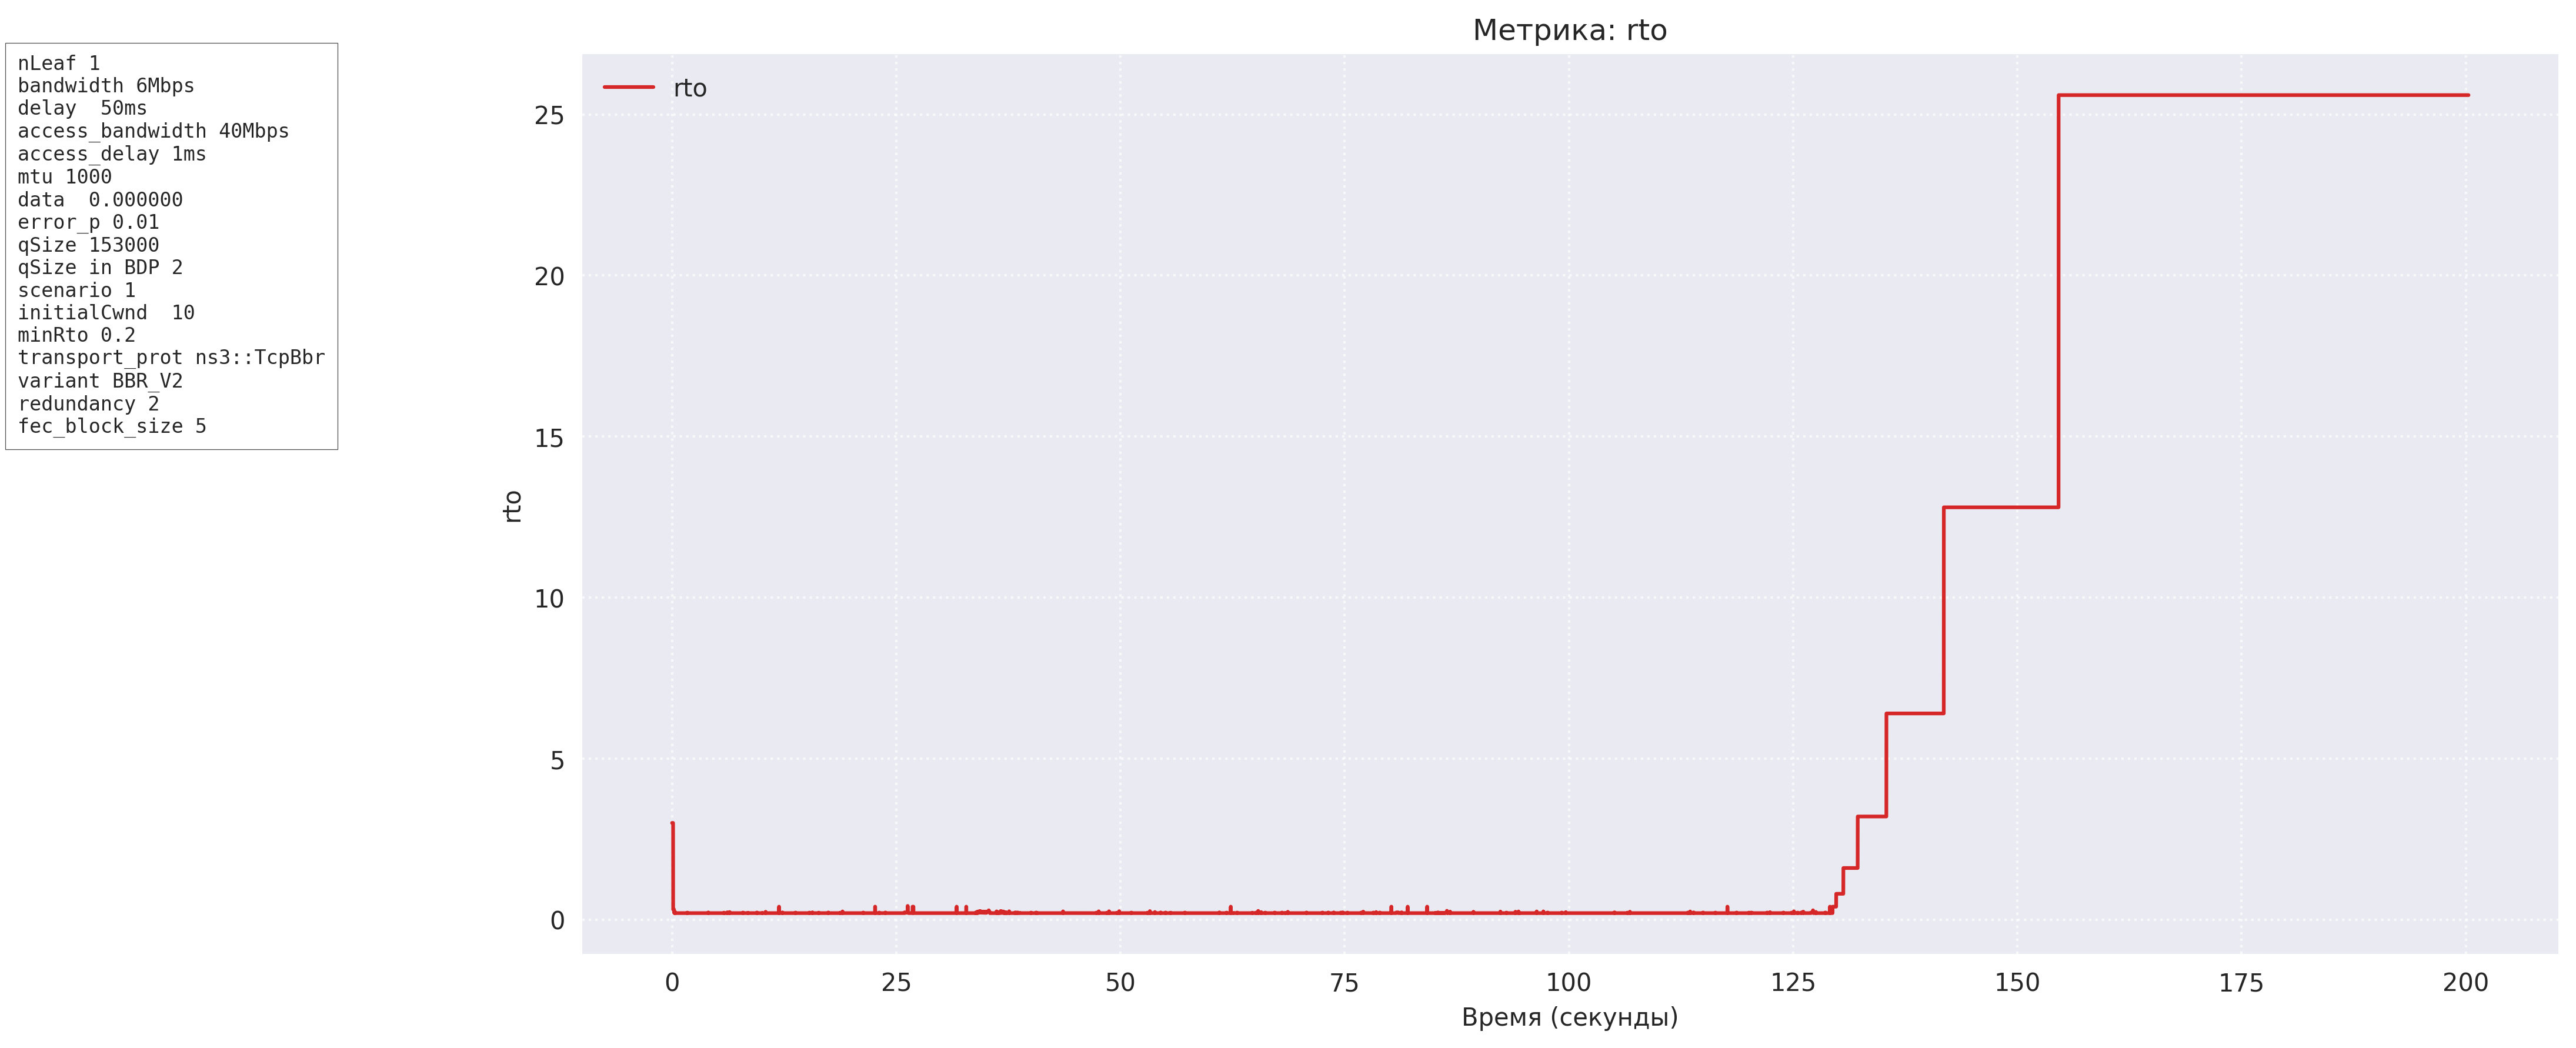 Метрика: rto
nLeaf 1
bandwidth 6Mbps
delay  50ms
access_bandwidth 40Mbps
access_delay 1ms
mtu 1000
data  0.000000
error_p 0.01
qSize 153000
qSize in BDP 2
scenario 1
initialCwnd  10
minRto 0.2
transport_prot ns3::TcpBbr
variant BBR_V2
redundancy 2
fec_block_size 5
rto
25
20
15
10
5
0
rto
0 25 50 75 100 125 150 175 200
Время (секунды)